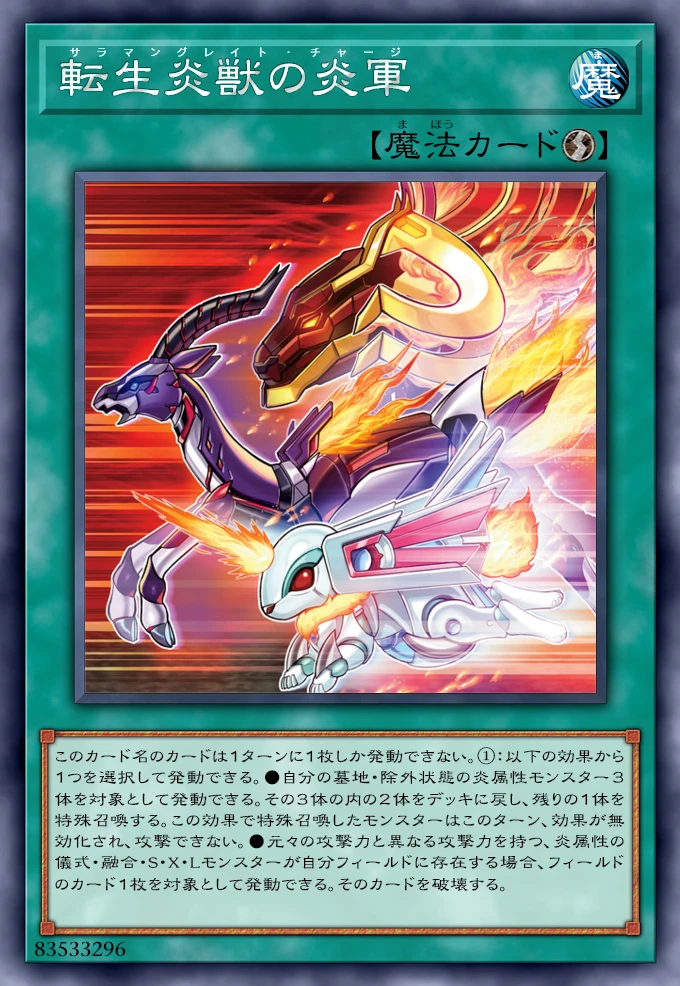 サラマングレイト・チャージ
転生炎獣の炎軍
ま
魔
ま ほう
【魔法カード】
このカード名のカードは1ターンに1枚しか発動できない。①:以下の効果から
1つを選択して発動できる。●自分の墓地・除外状態の炎属性モンスター3
体を対象として発動できる。その3体の内の2体をデッキに戻し、残りの1体を
特殊召喚する。この効果で特殊召喚したモンスターはこのターン、効果が無
効化され、攻撃できない。●元々の攻撃力と異なる攻撃力を持つ、炎属性の
儀式・融合・S・X・Lモンスターが自分フィールドに存在する場合、フィールド
のカード1枚を対象として発動できる。そのカードを破壊する。
83533296